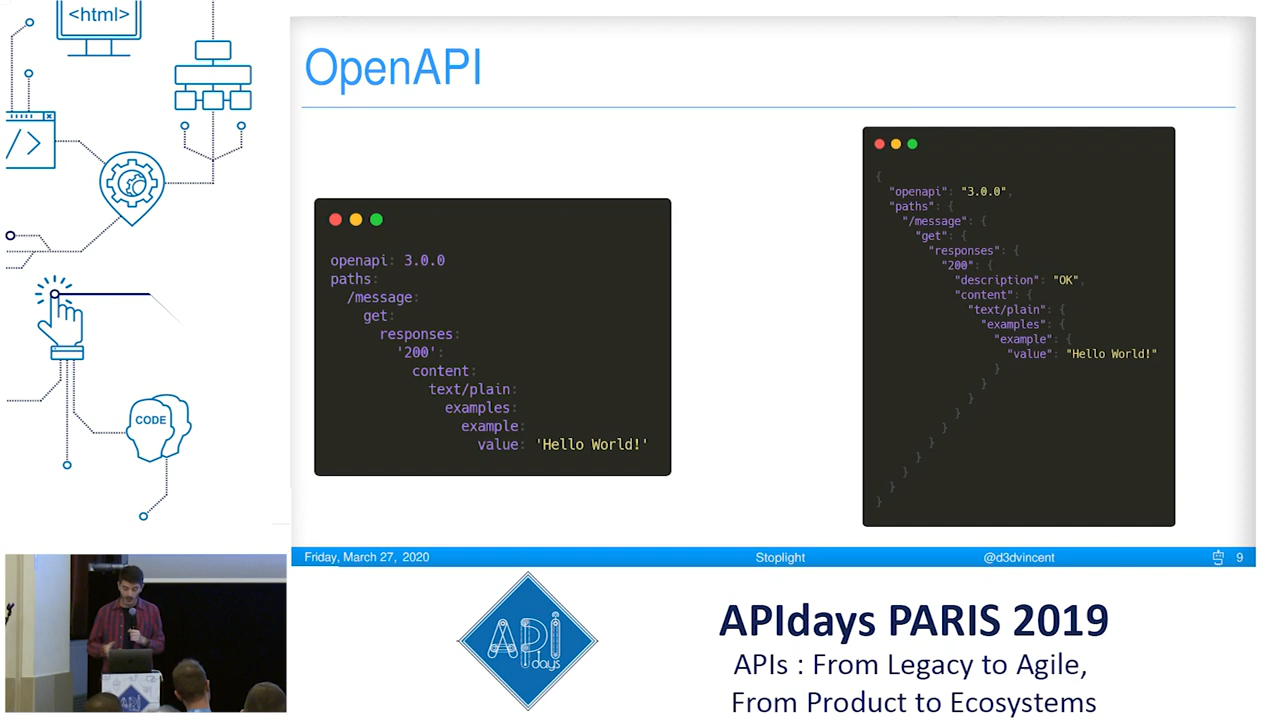 <html>
OpenAPI
openapi: 3.0.0
paths:
/message:
get:
responses:
'200':
content:
text/plain:
examples:
example:
value: 'Hello World!'
{
"openapi": "3.0.0",
"paths": {
"/message": {
"get": {
"responses": {
"200": {
"description": "OK",
"content": {
"text/plain": {
"examples": {
"example": {
"value": "Hello World!"
}
}
}
}
}
}
}
}
}
}
</>
CODE
Friday, March 27, 2020
Stoplight
@d3dvincent
9
API
days
APIdays PARIS 2019
APIs : From Legacy to Agile,
From Product to Ecosystems
API